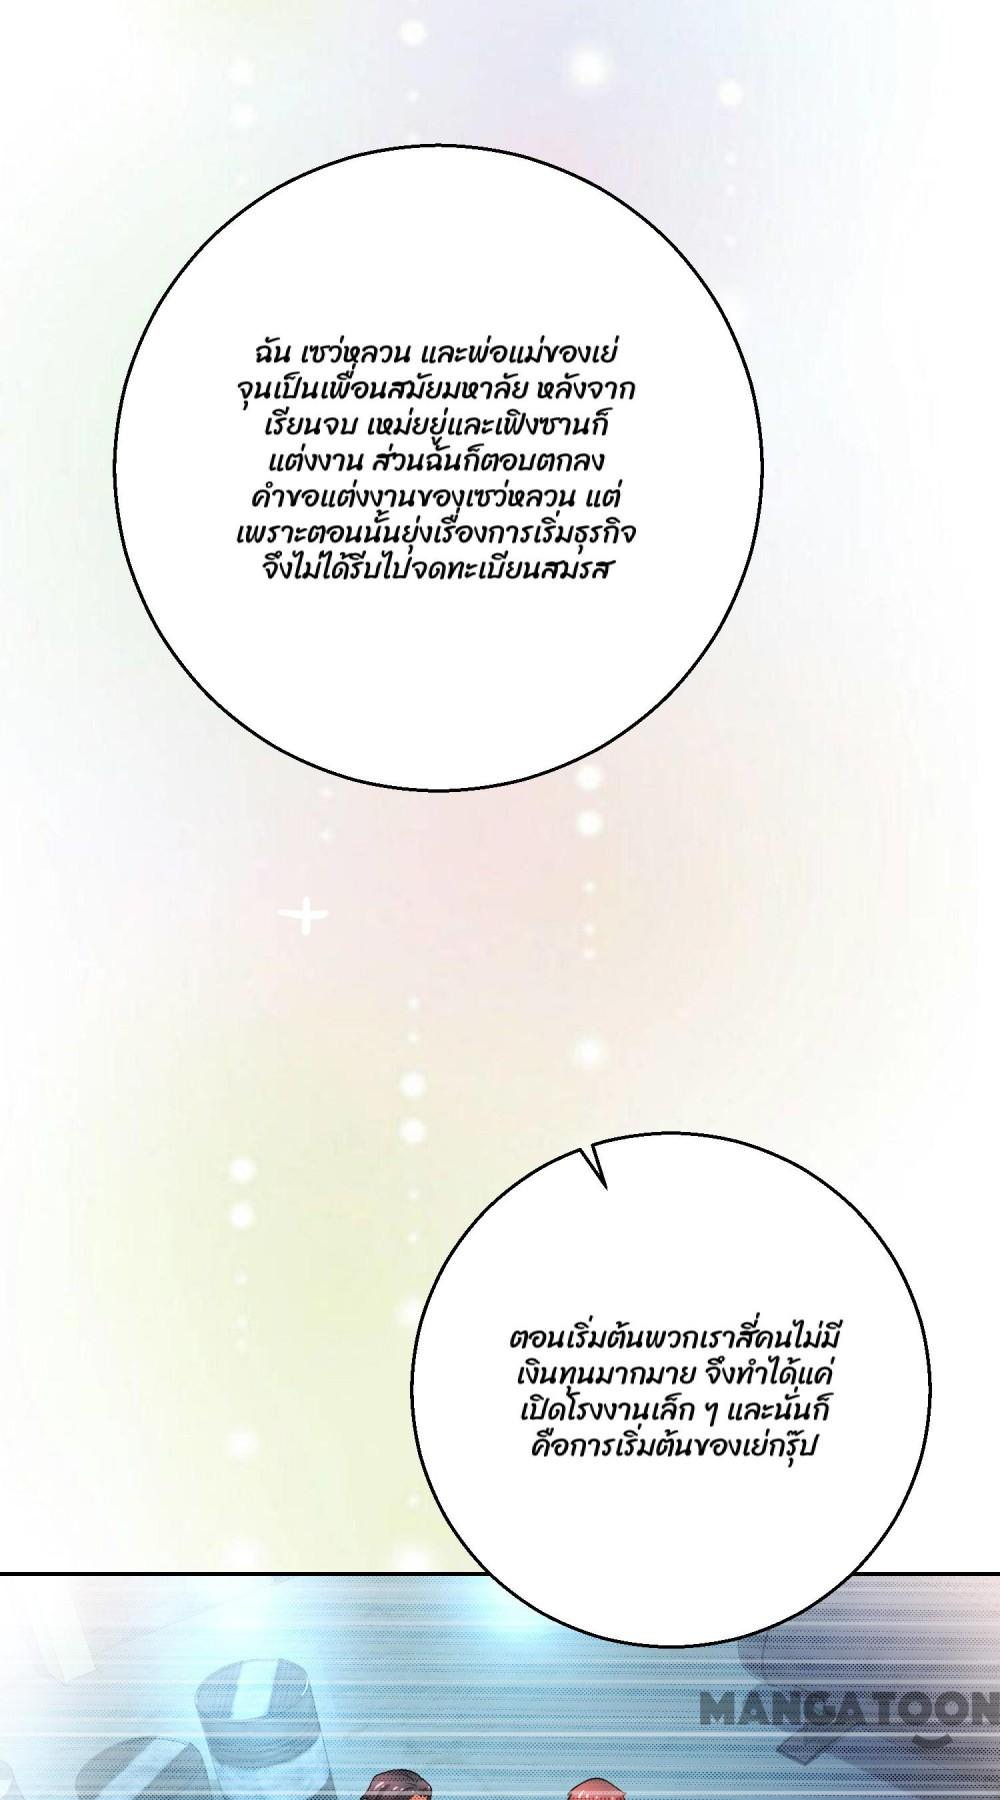 ฉัน เซว่หลวน และพ่อแม่ของเย่
จุนเป็นเพื่อนสมัยมหาลัย หลังจาก
เรียนจบ เหม่ยยู่และเฟิงซานก็
แต่งงาน ส่วนฉันก็ตอบตกลง
คำขอแต่งงานของเซว่หลวน แต่
เพราะตอนนั้นยุ่งเรื่องการเริ่มธุรกิจ
จึงไม่ได้รีบไปจดทะเบียนสมรส
ตอนเริ่มต้นพวกเราสี่คนไม่มี
เงินทุนมากมาย จึงทำได้แค่
เปิดโรงงานเล็ก ๆ และนั่นก็
คือการเริ่มต้นของเย่กรุ๊ป
MANGATOON